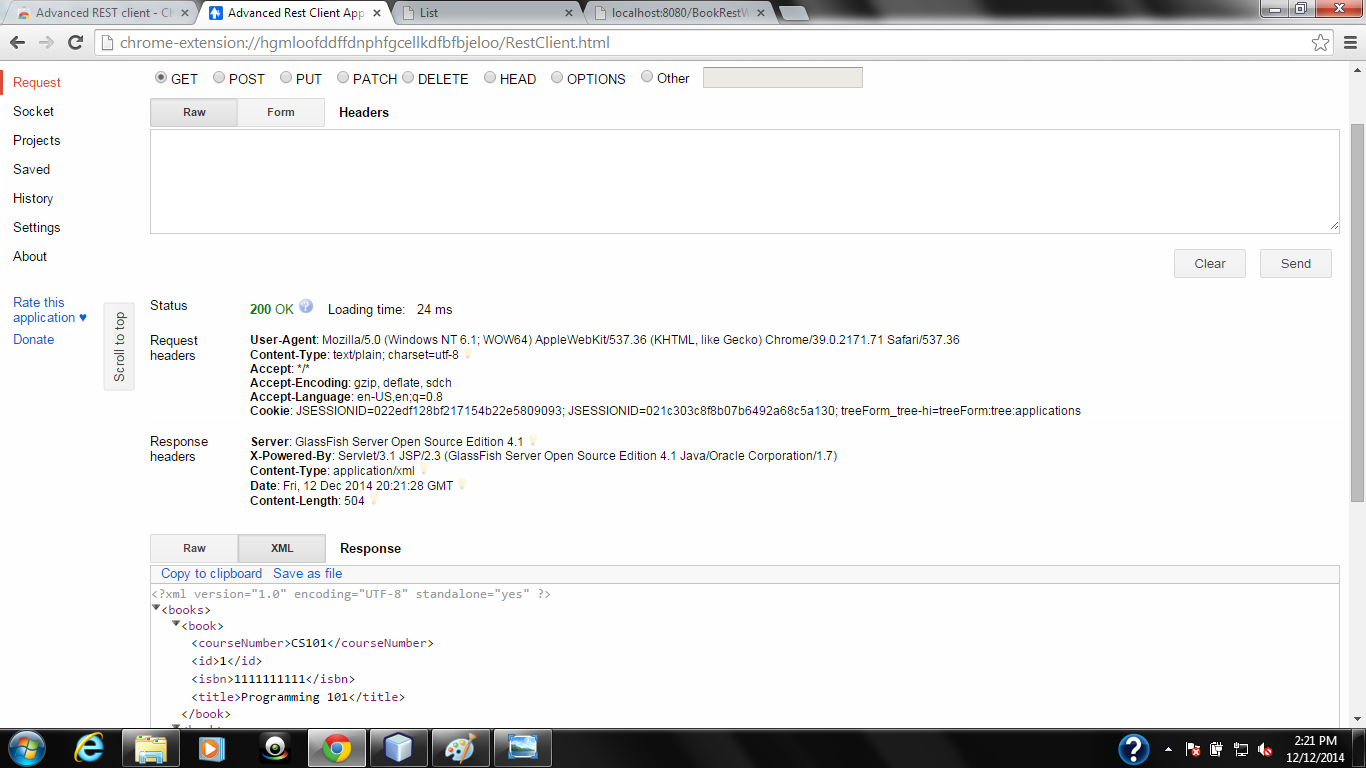 Advanced REST client - Ch
Advanced Rest Client App
List
localhost:8080/BookRestW
chrome-extension://hgmloofddffdnphfgcellkdfbfbjeloo/RestClient.html
Request
Socket
Projects
Saved
History
Settings
About
Rate this
application ♥
Donate
Scroll to top
GET POST PUT PATCH DELETE HEAD OPTIONS Other
Raw Form Headers
Clear Send
Status 200 OK Loading time: 24 ms
Request
headers
User-Agent: Mozilla/5.0 (Windows NT 6.1; WOW64) AppleWebKit/537.36 (KHTML, like Gecko) Chrome/39.0.2171.71 Safari/537.36
Content-Type: text/plain; charset=utf-8
Accept: */*
Accept-Encoding: gzip, deflate, sdch
Accept-Language: en-US,en;q=0.8
Cookie: JSESSIONID=022edf128bf217154b22e5809093; JSESSIONID=021c303c8f8b07b6492a68c5a130; treeForm_tree-hi=treeForm:tree:applications
Response
headers
Server: GlassFish Server Open Source Edition 4.1
X-Powered-By: Servlet/3.1 JSP/2.3 (GlassFish Server Open Source Edition 4.1 Java/Oracle Corporation/1.7)
Content-Type: application/xml
Date: Fri, 12 Dec 2014 20:21:28 GMT
Content-Length: 504
Raw XML Response
Copy to clipboard Save as file
<?xml version="1.0" encoding="UTF-8" standalone="yes" ?>
<books>
<book>
<courseNumber>CS101</courseNumber>
<id>1</id>
<isbn>1111111111</isbn>
<title>Programming 101</title>
</book>
2:21 PM
12/12/2014